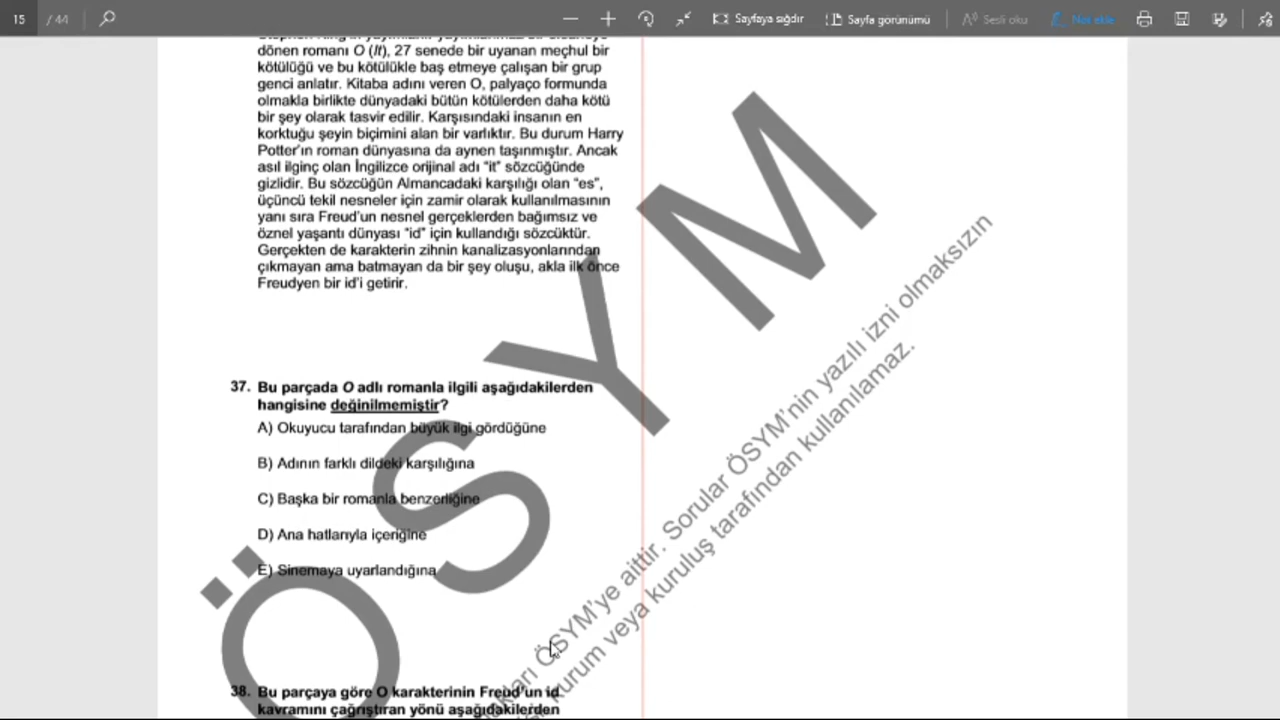 15 / 44 Sayfaya sığdır Sayfa görünümü Sesli oku Not ekle
dönen romanı O (It), 27 senede bir uyanan meçhul bir
kötülüğü ve bu kötülükle baş etmeye çalışan bir grup
genci anlatır. Kitaba adını veren O, palyaço formunda
olmakla birlikte dünyadaki bütün kötülerden daha kötü
bir şey olarak tasvir edilir. Karşısındaki insanın en
korktuğu şeyin biçimini alan bir varlıktır. Bu durum Harry
Potter'ın roman dünyasına da aynen taşınmıştır. Ancak
asıl ilginç olan İngilizce orijinal adı "it" sözcüğünde
gizlidir. Bu sözcüğün Almancadaki karşılığı olan "es",
üçüncü tekil nesneler için zamir olarak kullanılmasının
yanı sıra Freud'un nesnel gerçeklerden bağımsız ve
öznel yaşantı dünyası "id" için kullandığı sözcüktür.
Gerçekten de karakterin zihnin kanalizasyonlarından
çıkmayan ama batmayan da bir şey oluşu, akla ilk önce
Freudyen bir id'i getirir.
37. Bu parçada O adlı romanla ilgili aşağıdakilerden
hangisine değinilmemiştir?
A) Okuyucu tarafından büyük ilgi gördüğüne
B) Adının farklı dildeki karşılığına
C) Başka bir romanla benzerliğine
D) Ana hatlarıyla içeriğine
E) Sinemaya uyarlandığına
38. Bu parçaya göre O karakterinin Freud'un id
kavramını çağrıştıran yönü aşağıdakilerden
ÖSYM
ÖSYM'ye aittir. Sorular ÖSYM'nin yazılı izni olmaksızın
kurum veya kuruluş tarafından kullanılamaz.